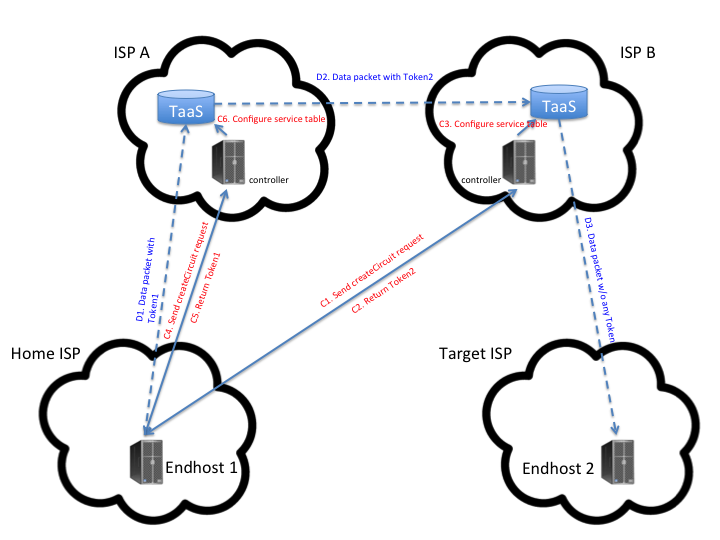 ISP A
ISP B
D2. Data packet with Token2
TaaS
TaaS
C6. Configure service table
C3. Configure service table
controller
controller
D1. Data packet with
Token1
C4. Send createCircuit request
C5. Return Token1
C1. Send createCircuit request
C2. Return Token2
D3. Data packet w/o any Token
Home ISP
Target ISP
Endhost 1
Endhost 2